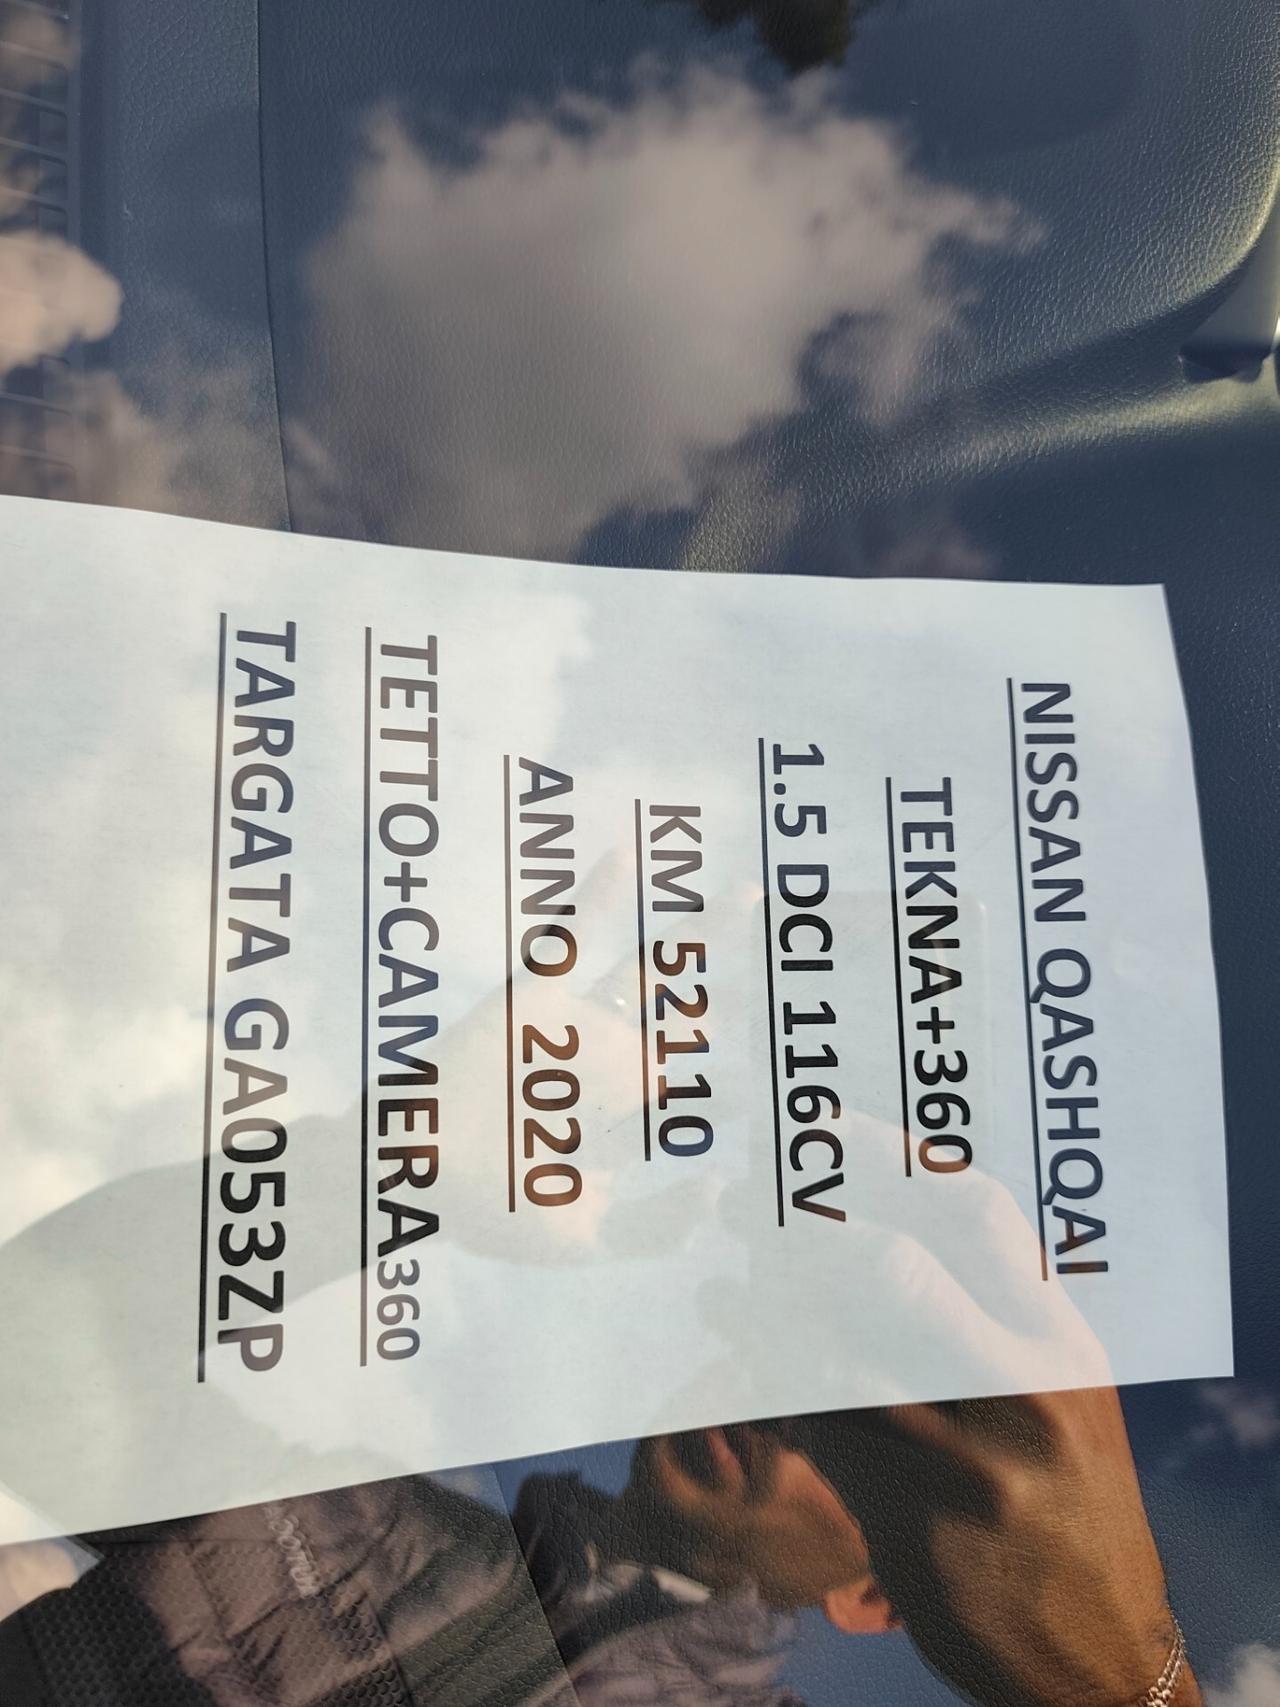 NISSAN QASHQAI
TEKNA+360
1.5 DCI 116CV
KM 52110
ANNO 2020
TETTO+CAMERA360
TARGATA GA053ZP